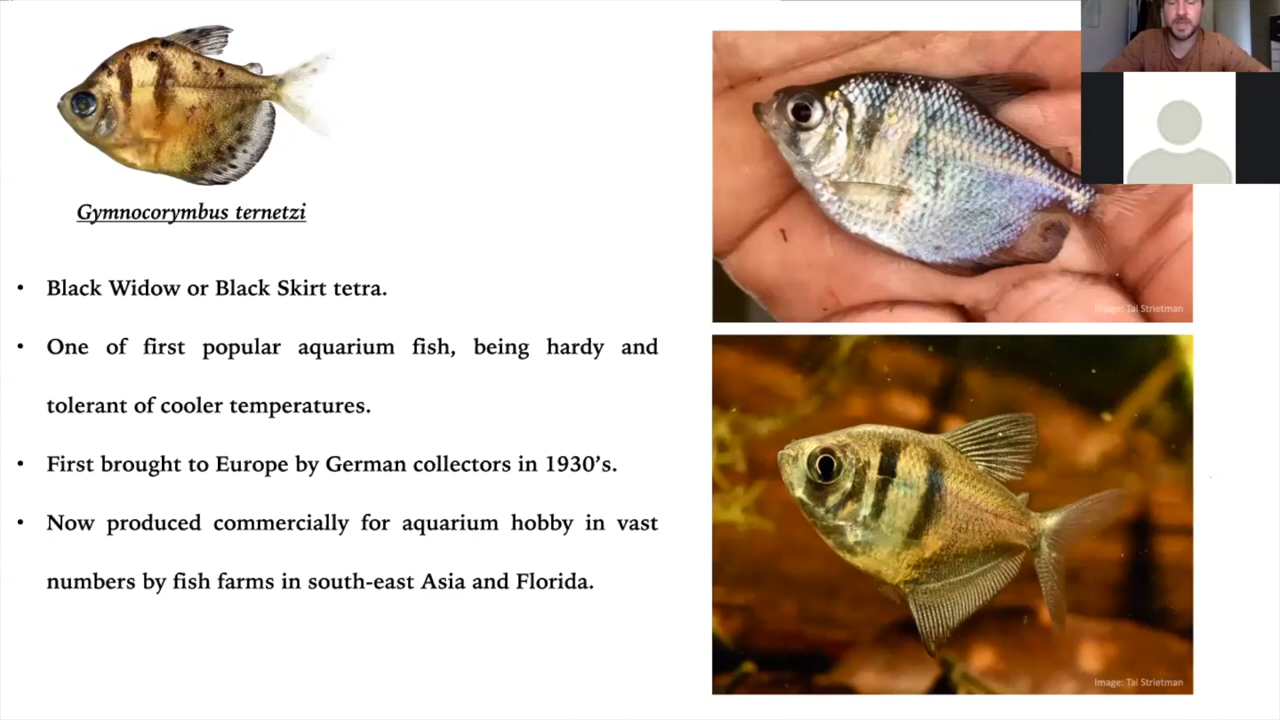 Gymnocorymbus ternetzi
• Black Widow or Black Skirt tetra.
• One of first popular aquarium fish, being hardy and
tolerant of cooler temperatures.
• First brought to Europe by German collectors in 1930’s.
• Now produced commercially for aquarium hobby in vast
numbers by fish farms in south-east Asia and Florida.
Image: Tai Strietman
Image: Tai Strietman